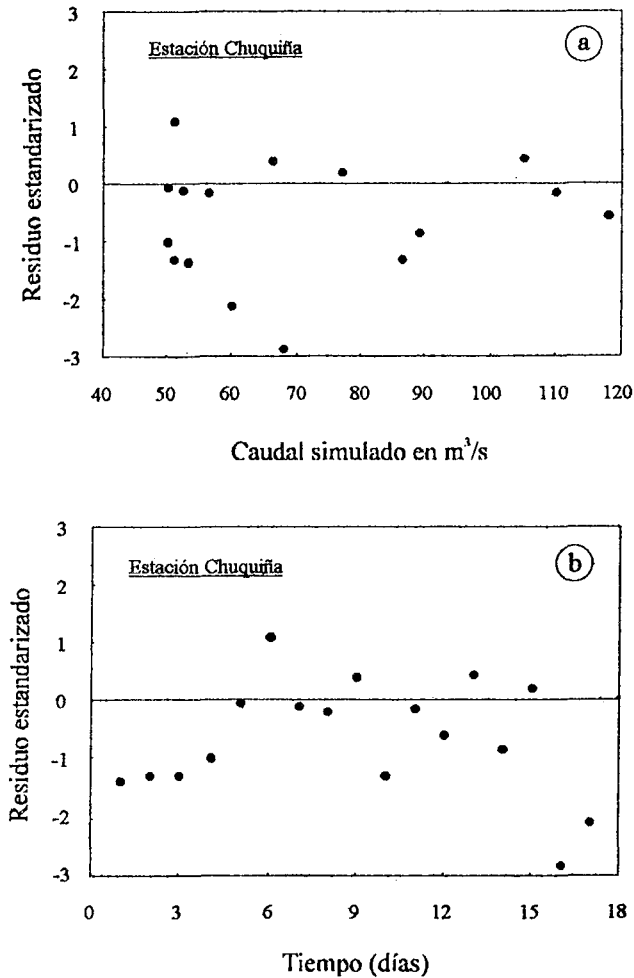 3
Estación Chuquiña
a
2
1
0
-1
-2
-3
Residuo estandarizado
40 50 60 70 80 90 100 110 120
Caudal simulado en m³/s
3
Estación Chuquiña
b
2
1
0
-1
-2
-3
Residuo estandarizado
0 3 6 9 12 15 18
Tiempo (días)